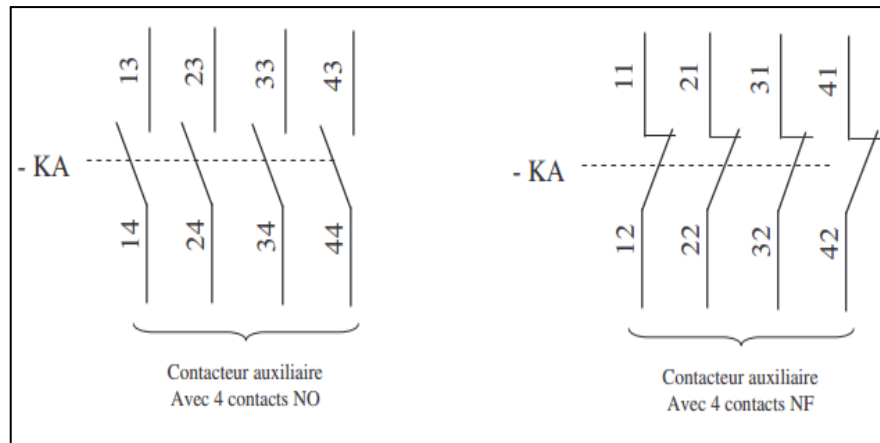 13 23 33 43
- KA
14 24 34 44
Contacteur auxiliaire
Avec 4 contacts NO
11 21 31 41
- KA
12 22 32 42
Contacteur auxiliaire
Avec 4 contacts NF